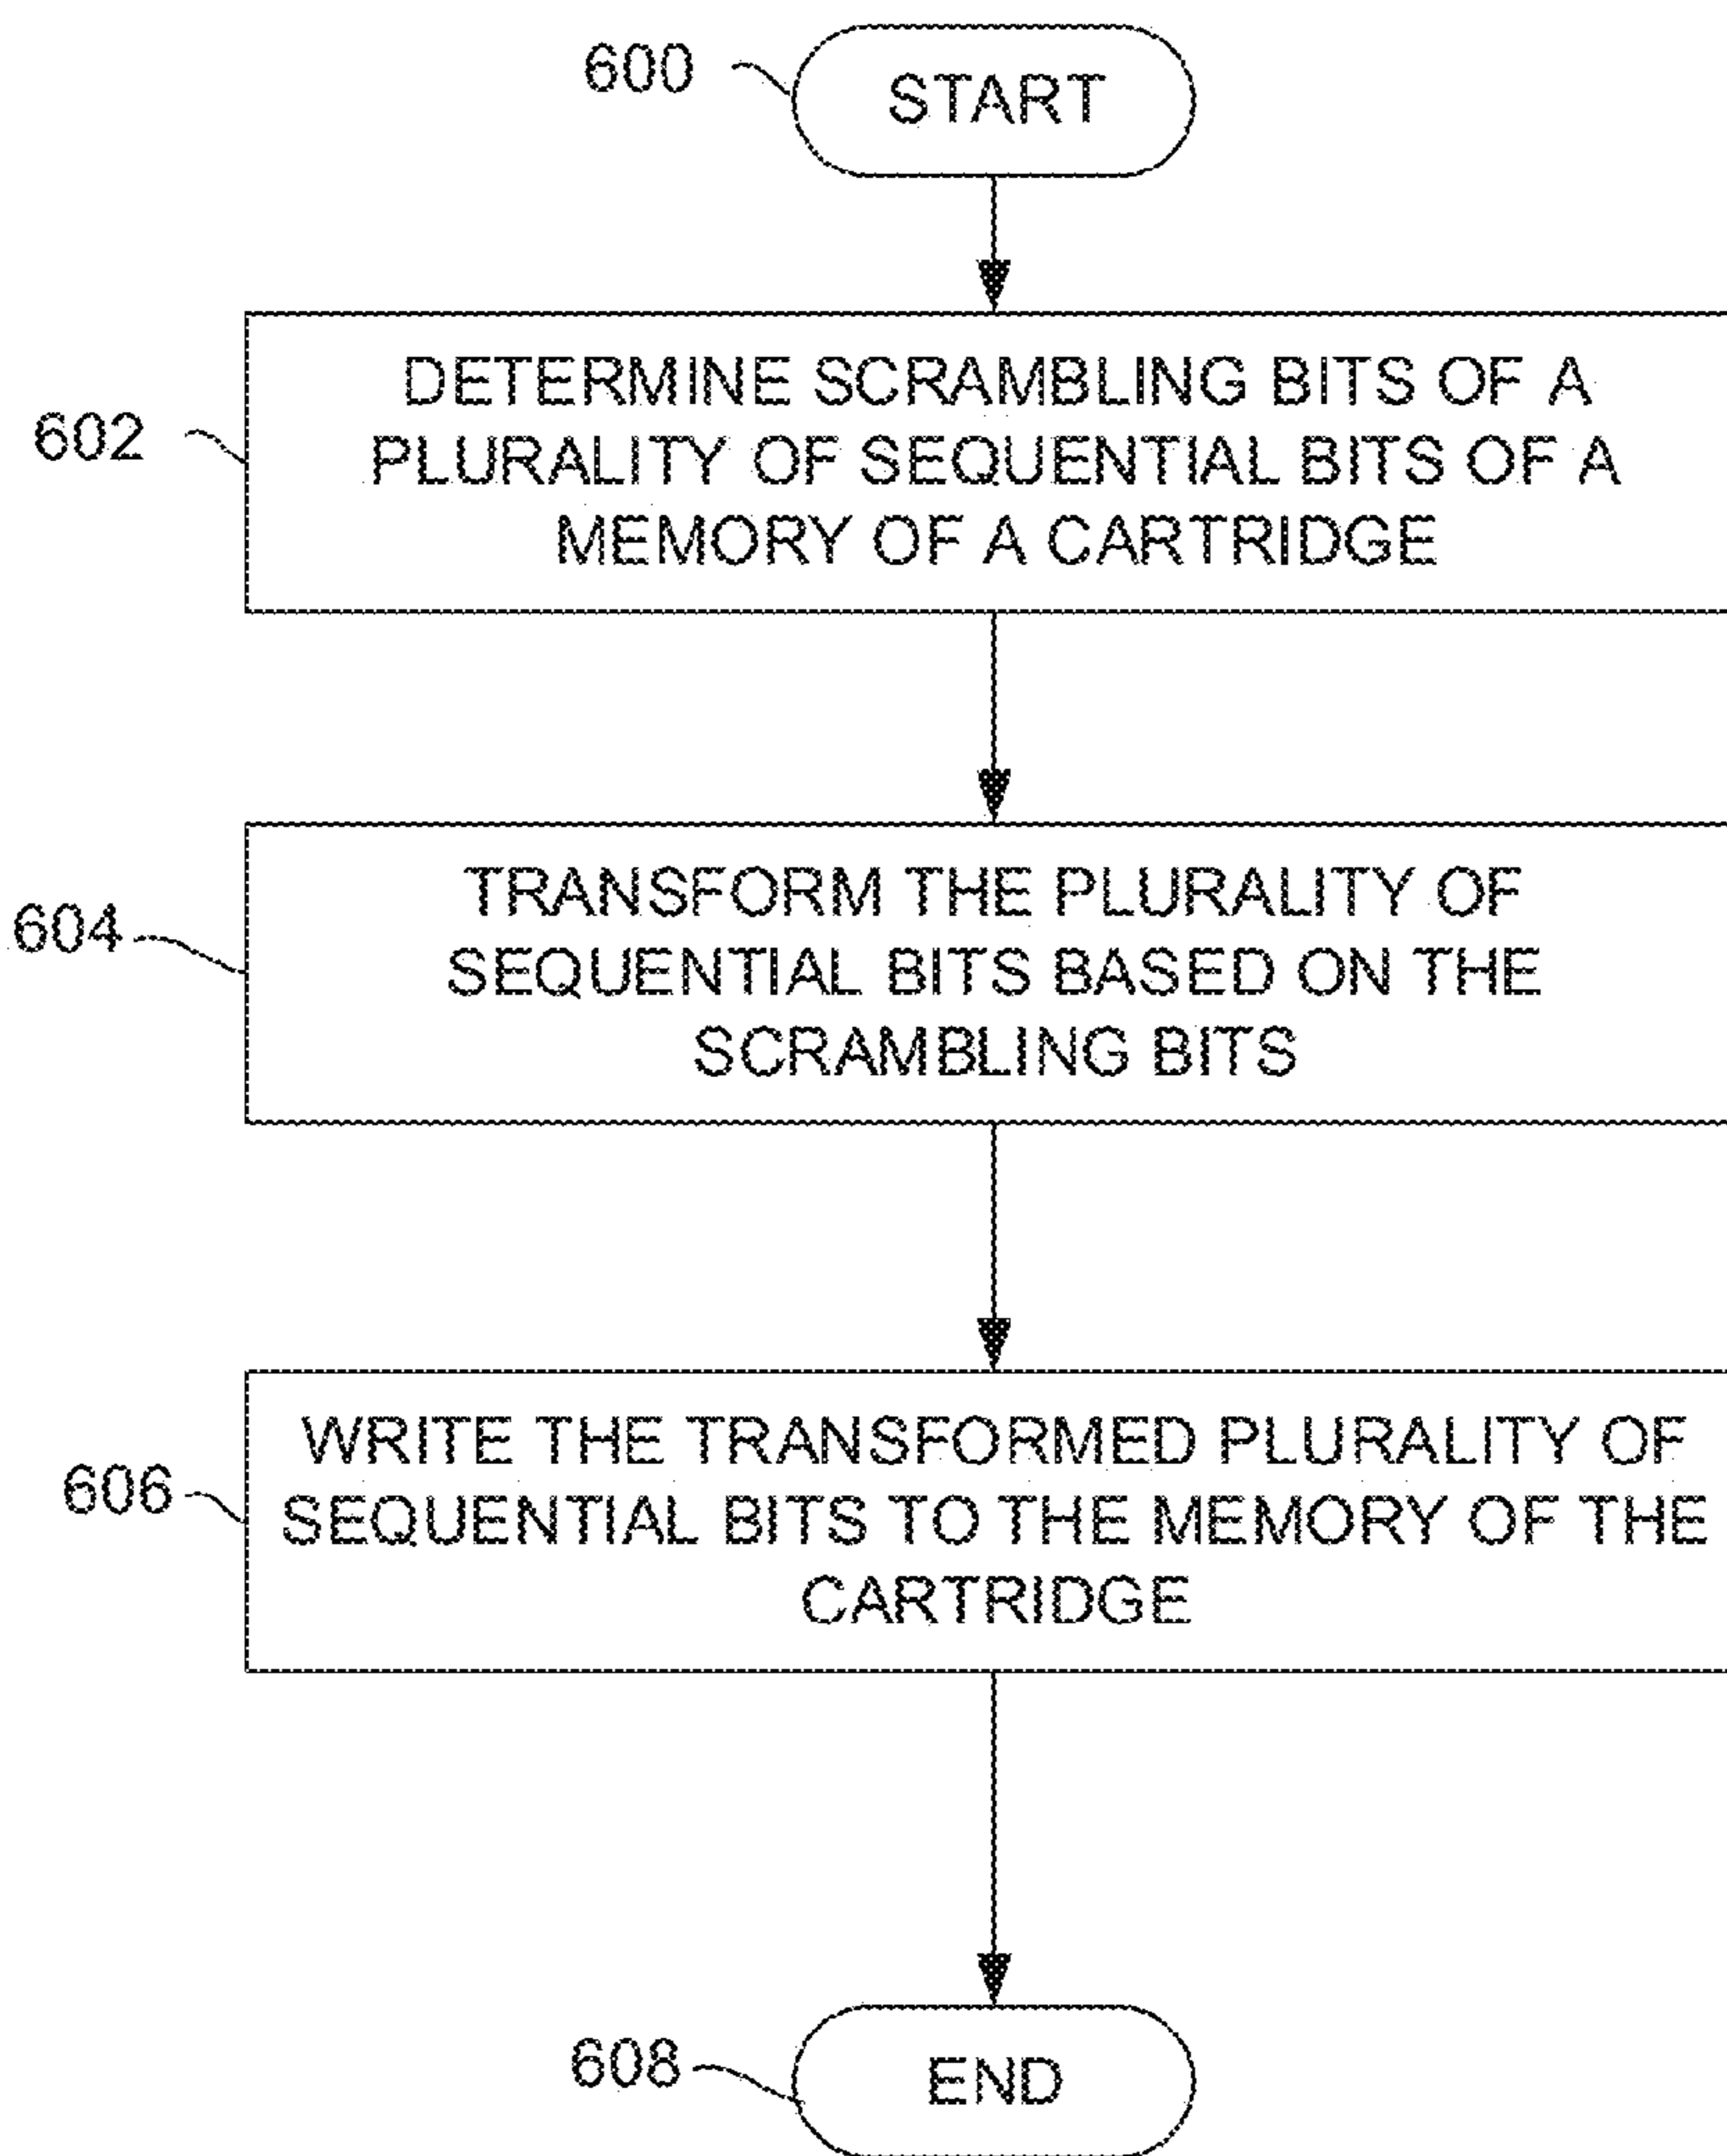 600
START
602
DETERMINE SCRAMBLING BITS OF A
PLURALITY OF SEQUENTIAL BITS OF A
MEMORY OF A CARTRIDGE
604
TRANSFORM THE PLURALITY OF
SEQUENTIAL BITS BASED ON THE
SCRAMBLING BITS
606
WRITE THE TRANSFORMED PLURALITY OF
SEQUENTIAL BITS TO THE MEMORY OF THE
CARTRIDGE
608
END